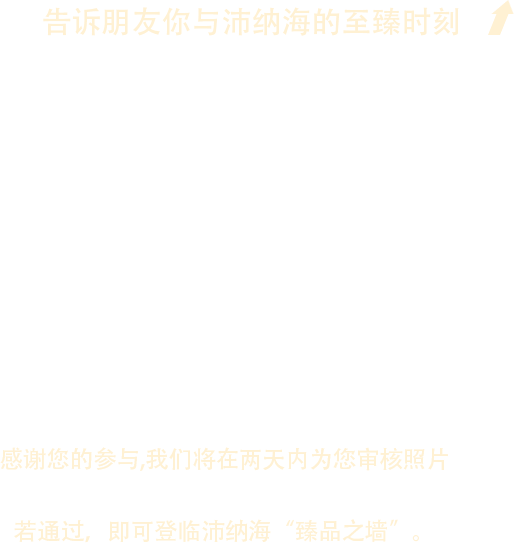 告诉朋友你与沛纳海的至臻时刻
感谢您的参与,我们将在两天内为您审核照片
若通过，即可登临沛纳海“臻品之墙”。